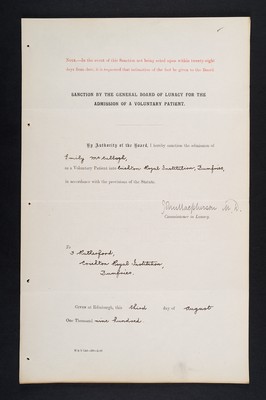 NOTE.—In the event of this Sanction not being acted upon within twenty-eight
days from date, it is requested that intimation of the fact be given to the Board.
SANCTION BY THE GENERAL BOARD OF LUNACY FOR THE
ADMISSION OF A VOLUNTARY PATIENT.
By Authority of the Board, I hereby sanction the admission of
Emily McCullogh,
as a Voluntary Patient into Crichton Royal Institution, Dumfries,
in accordance with the provisions of the Statute.
Macpherson M.D.
Commissioner in Lunacy.
To
J. Rutherfoord,
Crichton Royal Institution,
Dumfries.
Given at Edinburgh, this third day of August
One Thousand nine hundred.